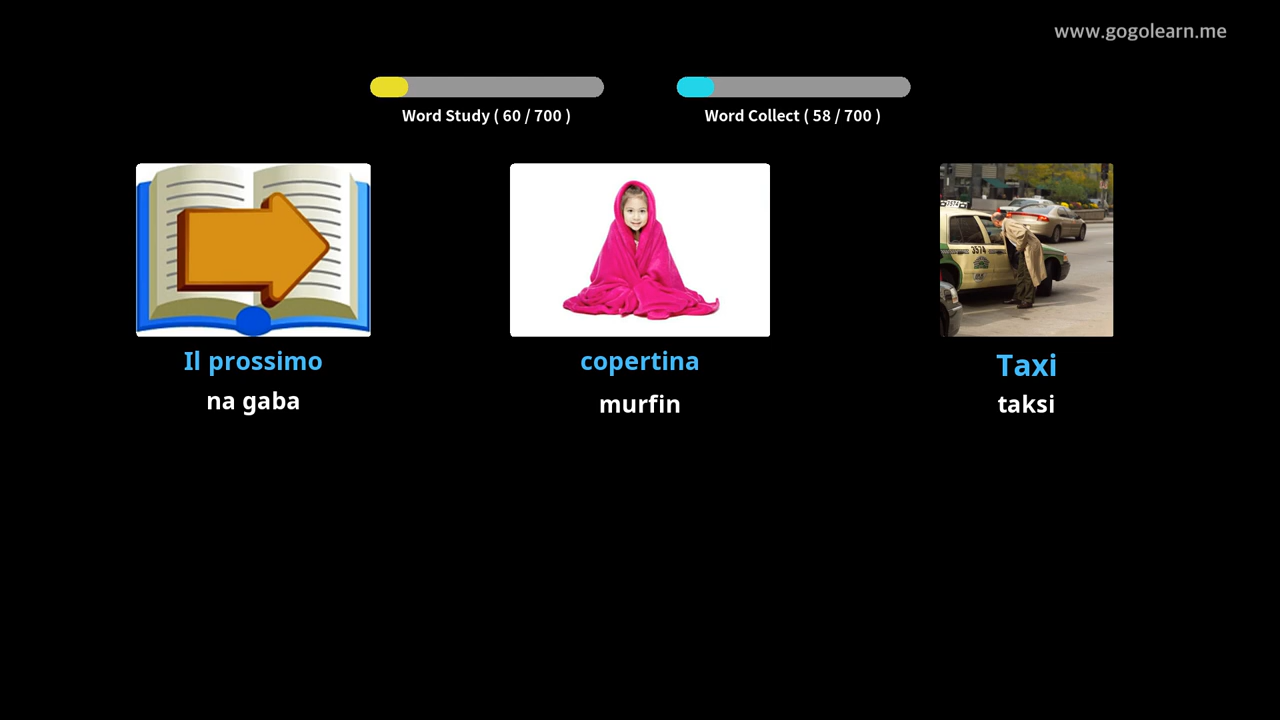 www.gogolearn.me
Word Study ( 60 / 700 )
Word Collect ( 58 / 700 )
3574
Il prossimo
copertina
Taxi
na gaba
murfin
taksi